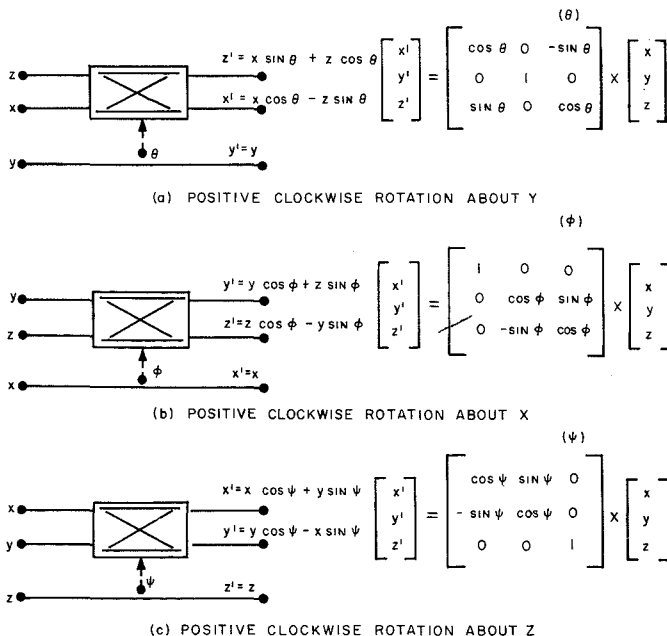 (θ)
z' = x sin θ + z cos θ
z
x
x' = x cos θ - z sin θ
θ
y
y' = y
[x' y' z'] = [cos θ 0 -sin θ
0 1 0
sin θ 0 cos θ] X [x y z]
(a) POSITIVE CLOCKWISE ROTATION ABOUT Y
(ϕ)
y' = y cos ϕ + z sin ϕ
y
z
z' = z cos ϕ - y sin ϕ
ϕ
x
x' = x
[x' y' z'] = [1 0 0
0 cos ϕ sin ϕ
0 -sin ϕ cos ϕ] X [x y z]
(b) POSITIVE CLOCKWISE ROTATION ABOUT X
(ψ)
x' = x cos ψ + y sin ψ
x
y
y' = y cos ψ - x sin ψ
ψ
z
z' = z
[x' y' z'] = [cos ψ sin ψ 0
-sin ψ cos ψ 0
0 0 1] X [x y z]
(c) POSITIVE CLOCKWISE ROTATION ABOUT Z